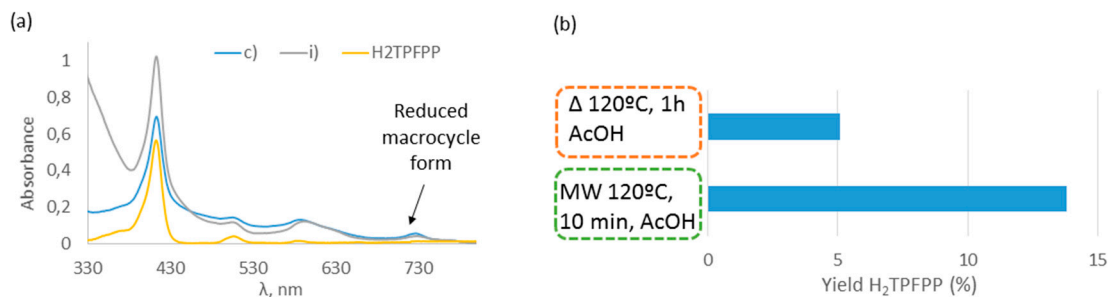 (a)
c) i) H2TPFPP
1
0,8
0,6
0,4
0,2
0
Absorbance
330 430 530 630 730
λ, nm
Reduced
macrocycle
form
(b)
Δ 120ºC, 1h
AcOH
MW 120ºC,
10 min, AcOH
0 5 10 15
Yield H₂TPFPP (%)